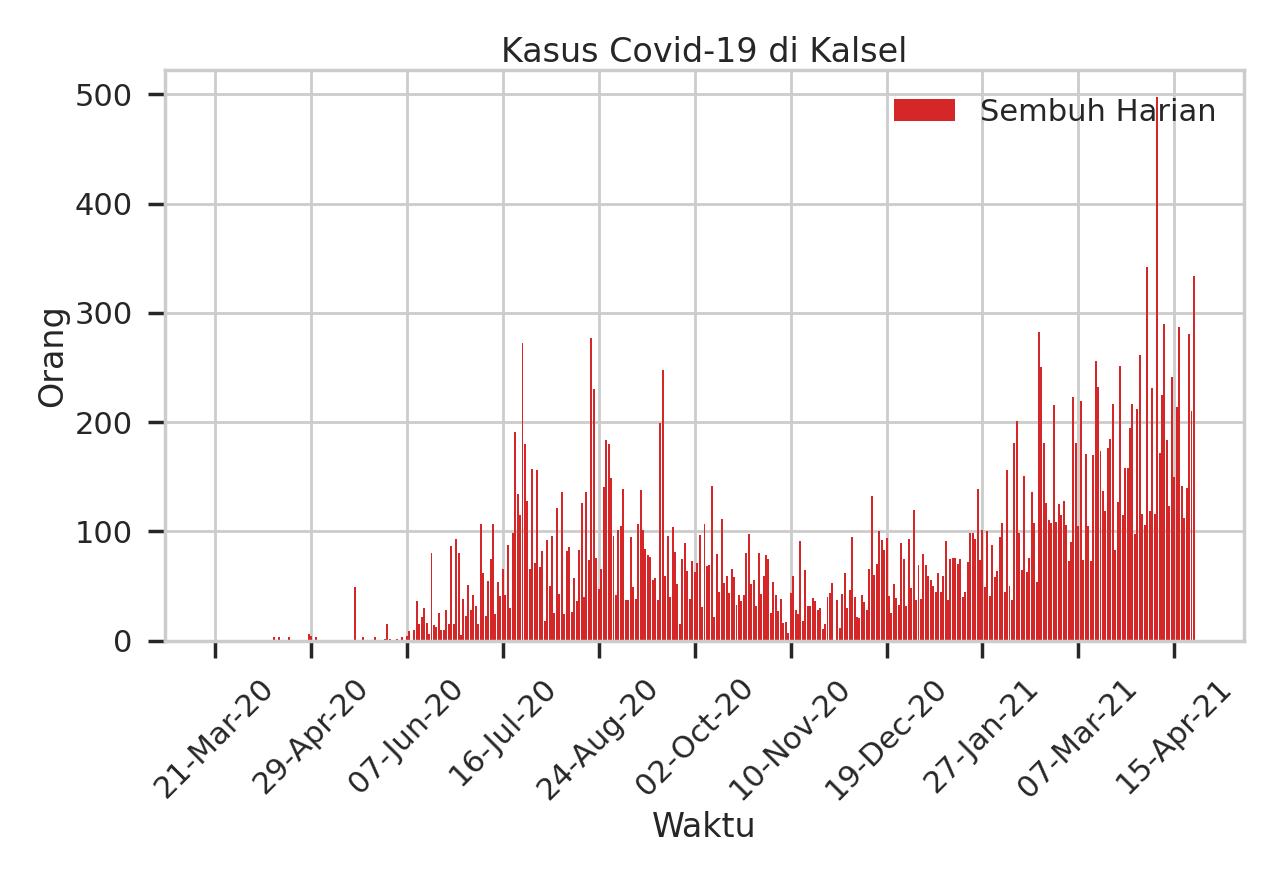 Kasus Covid-19 di Kalsel
Sembuh Harian
Orang
500
400
300
200
100
0
21-Mar-20
29-Apr-20
07-Jun-20
16-Jul-20
24-Aug-20
02-Oct-20
10-Nov-20
19-Dec-20
27-Jan-21
07-Mar-21
15-Apr-21
Waktu